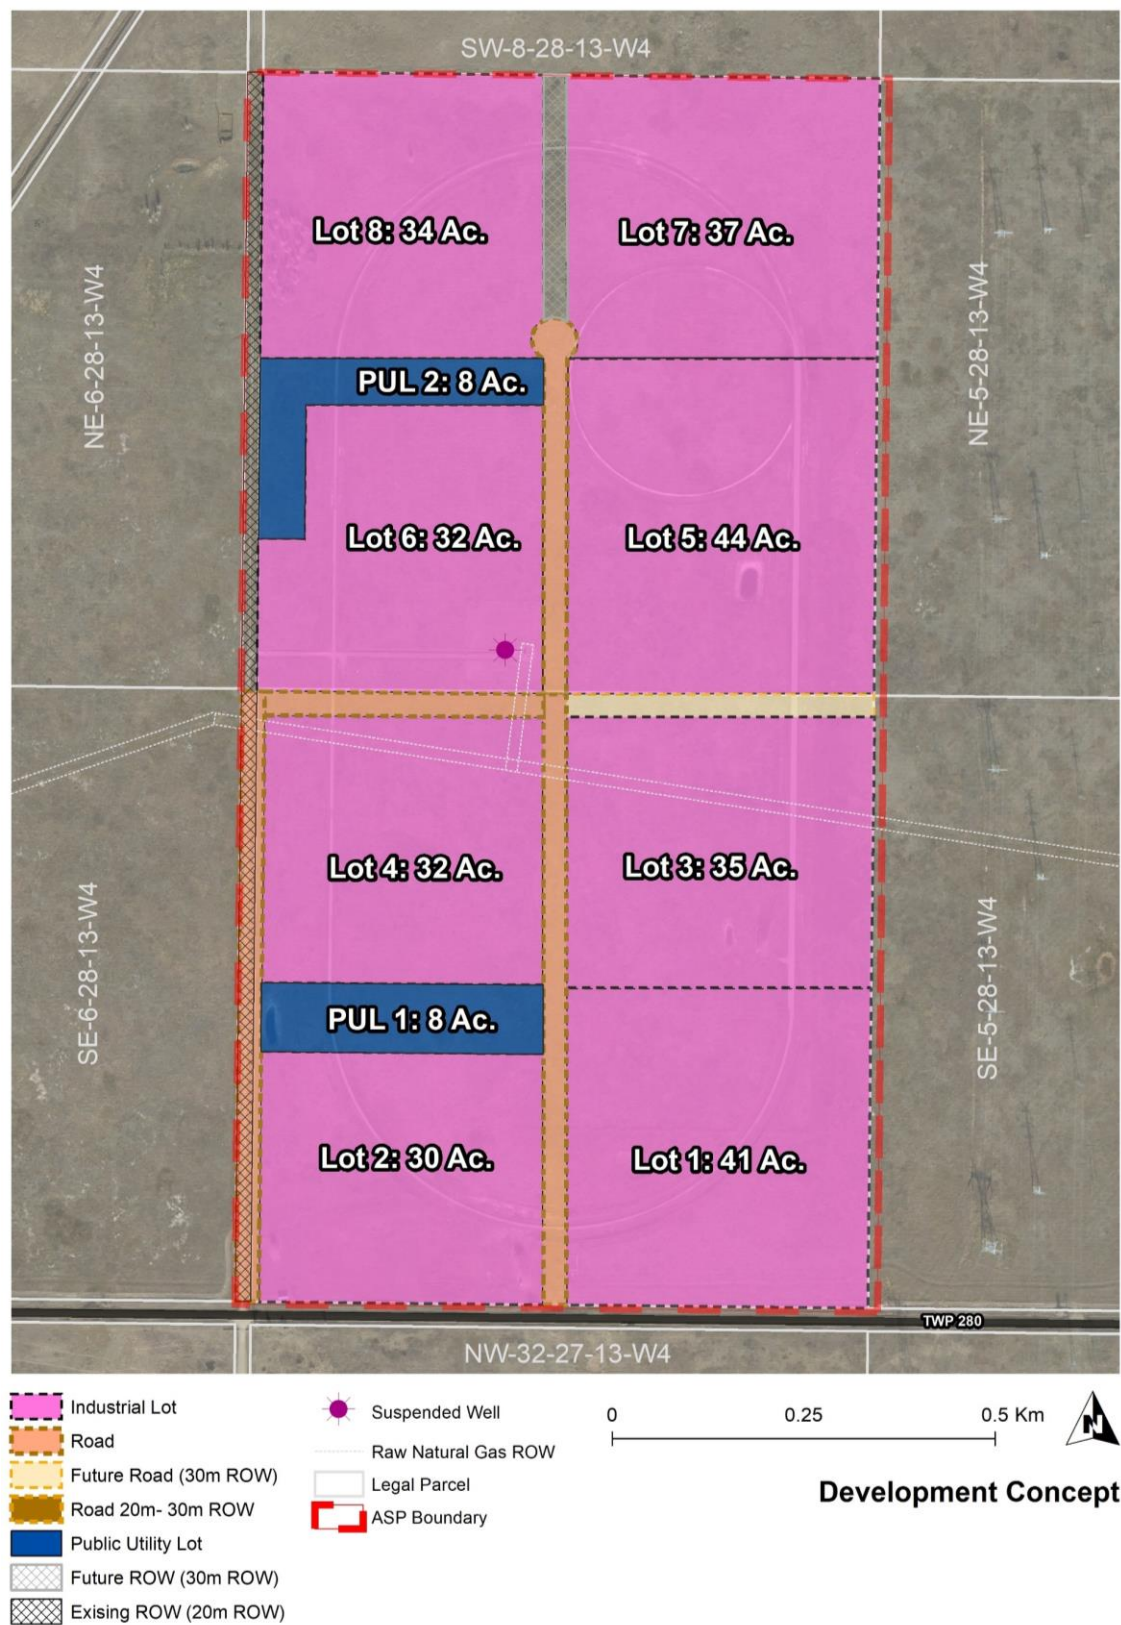 SW-8-28-13-W4
Lot 8: 34 Ac.
Lot 7: 37 Ac.
NE-6-28-13-W4
NE-5-28-13-W4
PUL 2: 8 Ac.
Lot 6: 32 Ac.
Lot 5: 44 Ac.
Lot 4: 32 Ac.
Lot 3: 35 Ac.
SE-6-28-13-W4
SE-5-28-13-W4
PUL 1: 8 Ac.
Lot 2: 30 Ac.
Lot 1: 41 Ac.
TWP 280
NW-32-27-13-W4
Industrial Lot
Road
Future Road (30m ROW)
Road 20m- 30m ROW
Public Utility Lot
Future ROW (30m ROW)
Exising ROW (20m ROW)
Suspended Well
Raw Natural Gas ROW
Legal Parcel
ASP Boundary
0 0.25 0.5 Km
N
Development Concept